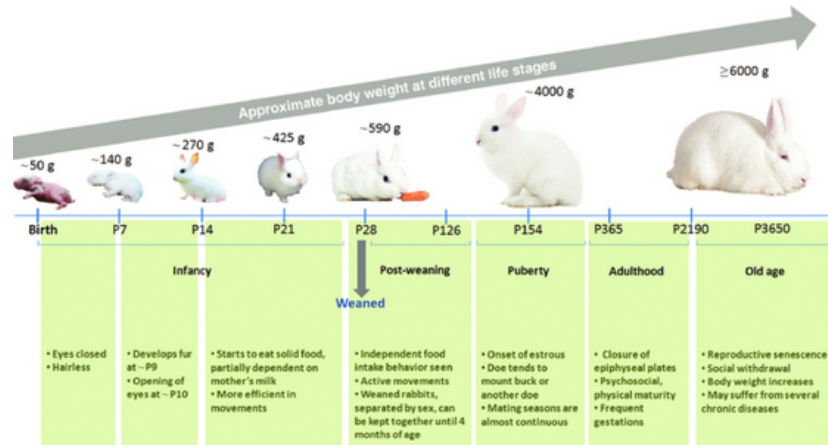 Approximate body weight at different life stages
~50 g
~140 g
~270 g
~425 g
~590 g
~4000 g
≥6000 g
Birth
P7
P14
P21
P28
P126
P154
P365
P2190
P3650
Infancy
Post-weaning
Puberty
Adulthood
Old age
Weaned
• Eyes closed
• Hairless
• Develops fur
at ~P9
• Opening of
eyes at ~P10
• Starts to eat solid food,
partially dependent on
mother's milk
• More efficient in
movements
• Independent food
intake behavior seen
• Active movements
• Weaned rabbits,
separated by sex, can
be kept together until 4
months of age
• Onset of estrous
• Doe tends to
mount buck or
another doe
• Mating seasons are
almost continuous
• Closure of
epiphyseal plates
• Psychosocial,
physical maturity
• Frequent
gestations
• Reproductive senescence
• Social withdrawal
• Body weight increases
• May suffer from several
chronic diseases